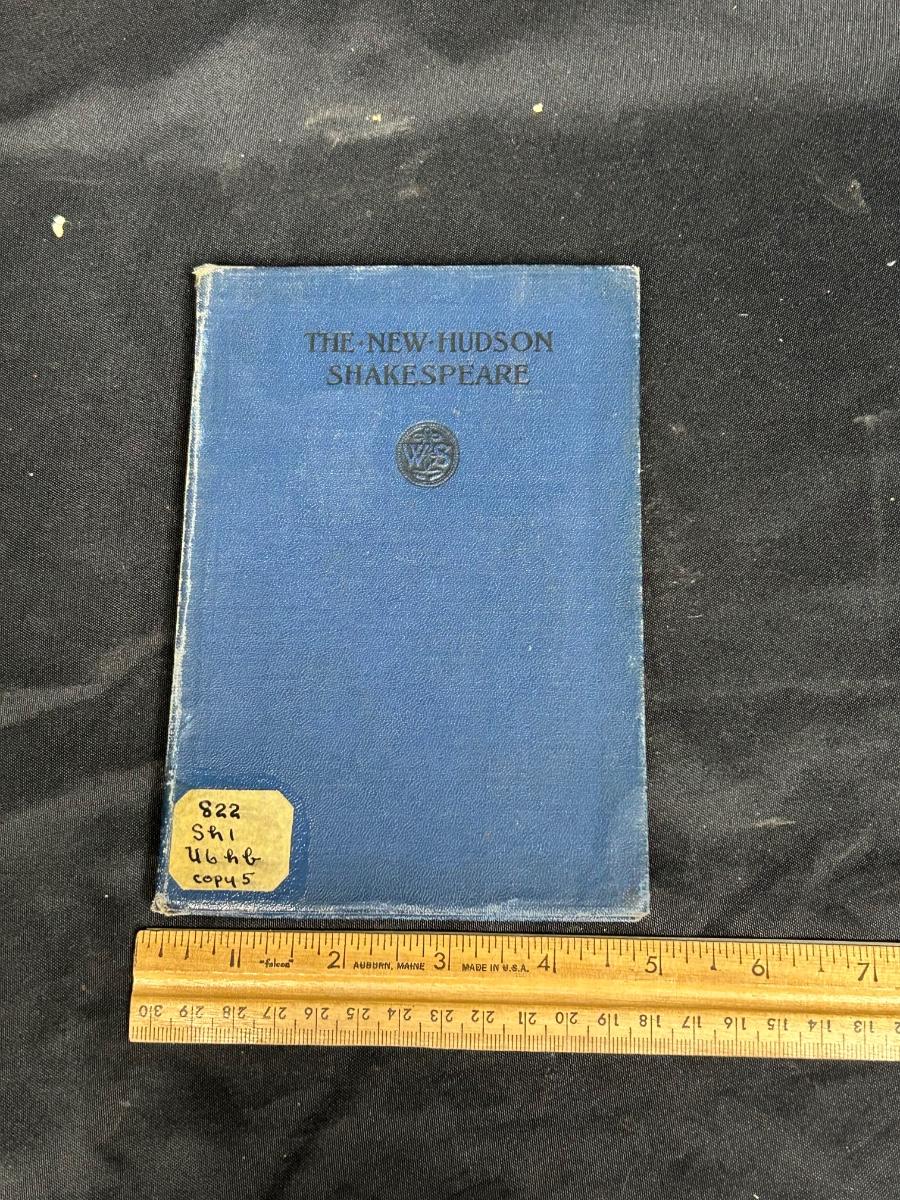 THE·NEW·HUDSON
SHAKESPEARE
WS
822
Sh1
U6hb
copy 5
1 "falcon" 2 AUBURN, MAINE 3 MADE IN U.S.A. 4 5 6 7
30 29 28 27 26 25 24 23 22 21 20 19 18 17 16 15 14 13